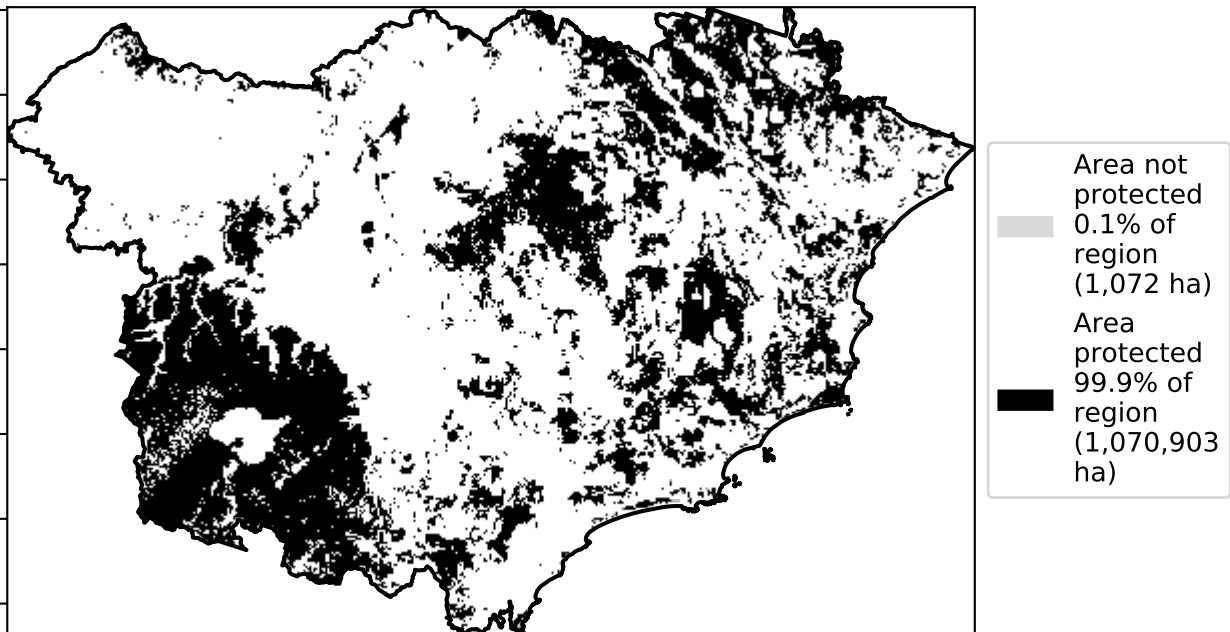 Area not
protected
0.1% of
region
(1,072 ha)
Area
protected
99.9% of
region
(1,070,903
ha)